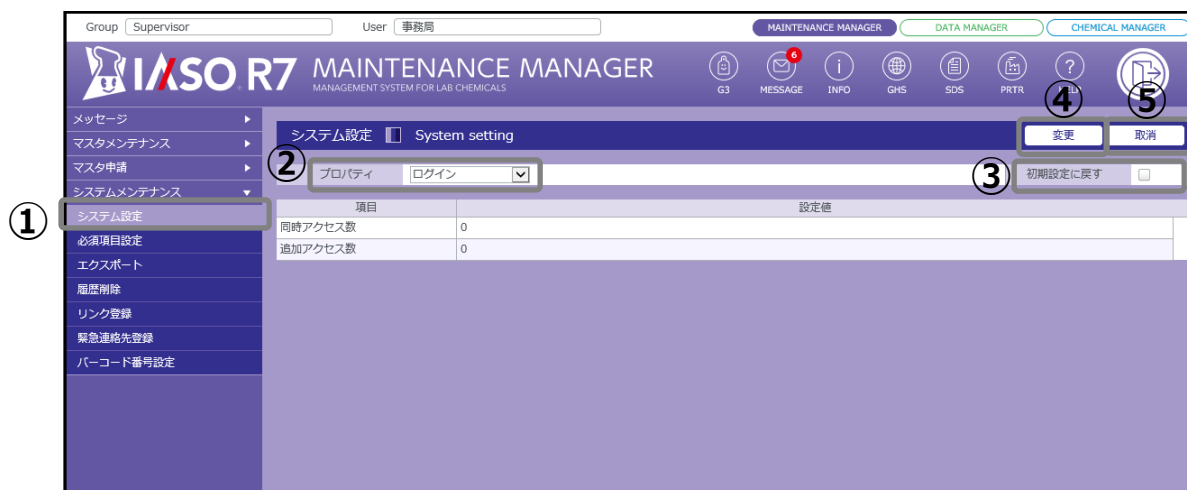 Group Supervisor User 事務局 MAINTENANCE MANAGER DATA MANAGER CHEMICAL MANAGER
IASO R7 MAINTENANCE MANAGER
MANAGEMENT SYSTEM FOR LAB CHEMICALS
6
G3 MESSAGE INFO GHS SDS PRTR HELP
④ ⑤
メッセージ
マスタメンテナンス
マスタ申請
システムメンテナンス
① システム設定
必須項目設定
エクスポート
履歴削除
リンク登録
緊急連絡先登録
バーコード番号設定
システム設定 System setting 変更 取消
② プロパティ ログイン ③ 初期設定に戻す
項目 設定値
同時アクセス数 0
追加アクセス数 0